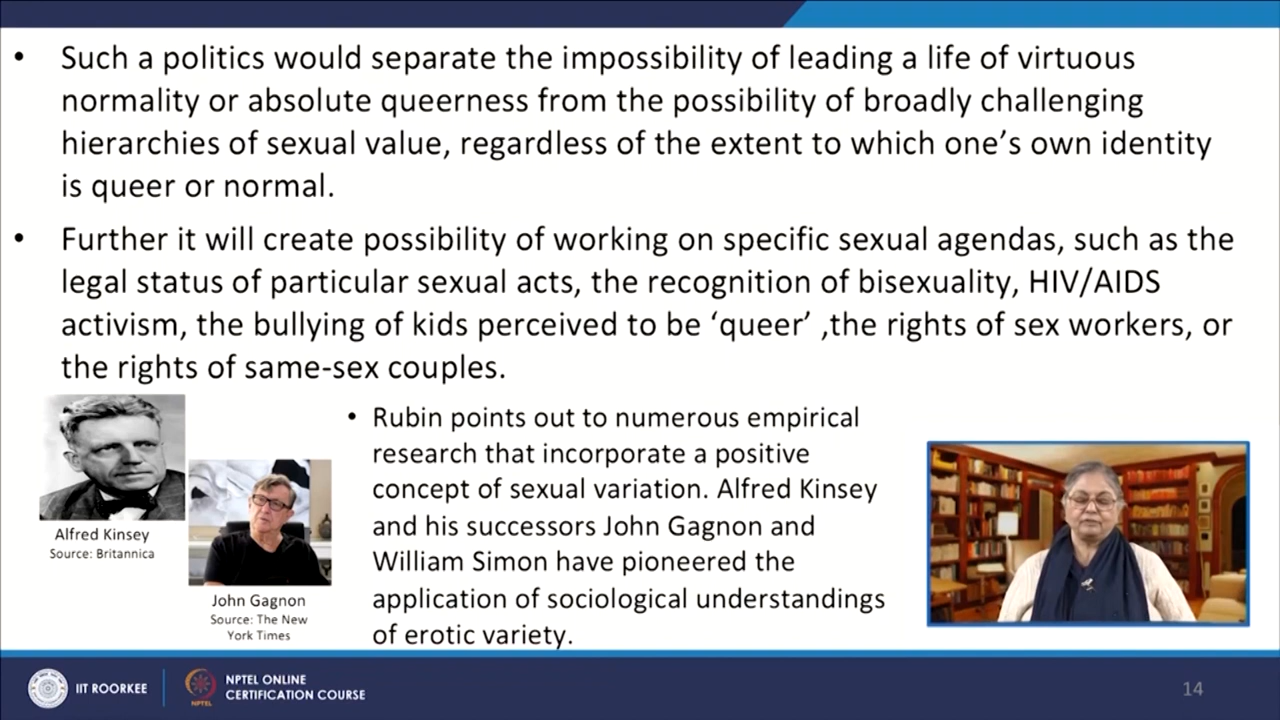 • Such a politics would separate the impossibility of leading a life of virtuous
normality or absolute queerness from the possibility of broadly challenging
hierarchies of sexual value, regardless of the extent to which one’s own identity
is queer or normal.
• Further it will create possibility of working on specific sexual agendas, such as the
legal status of particular sexual acts, the recognition of bisexuality, HIV/AIDS
activism, the bullying of kids perceived to be ‘queer’ ,the rights of sex workers, or
the rights of same-sex couples.
Alfred Kinsey
Source: Britannica
John Gagnon
Source: The New
York Times
• Rubin points out to numerous empirical
research that incorporate a positive
concept of sexual variation. Alfred Kinsey
and his successors John Gagnon and
William Simon have pioneered the
application of sociological understandings
of erotic variety.
IIT ROORKEE
NPTEL
NPTEL ONLINE
CERTIFICATION COURSE
14